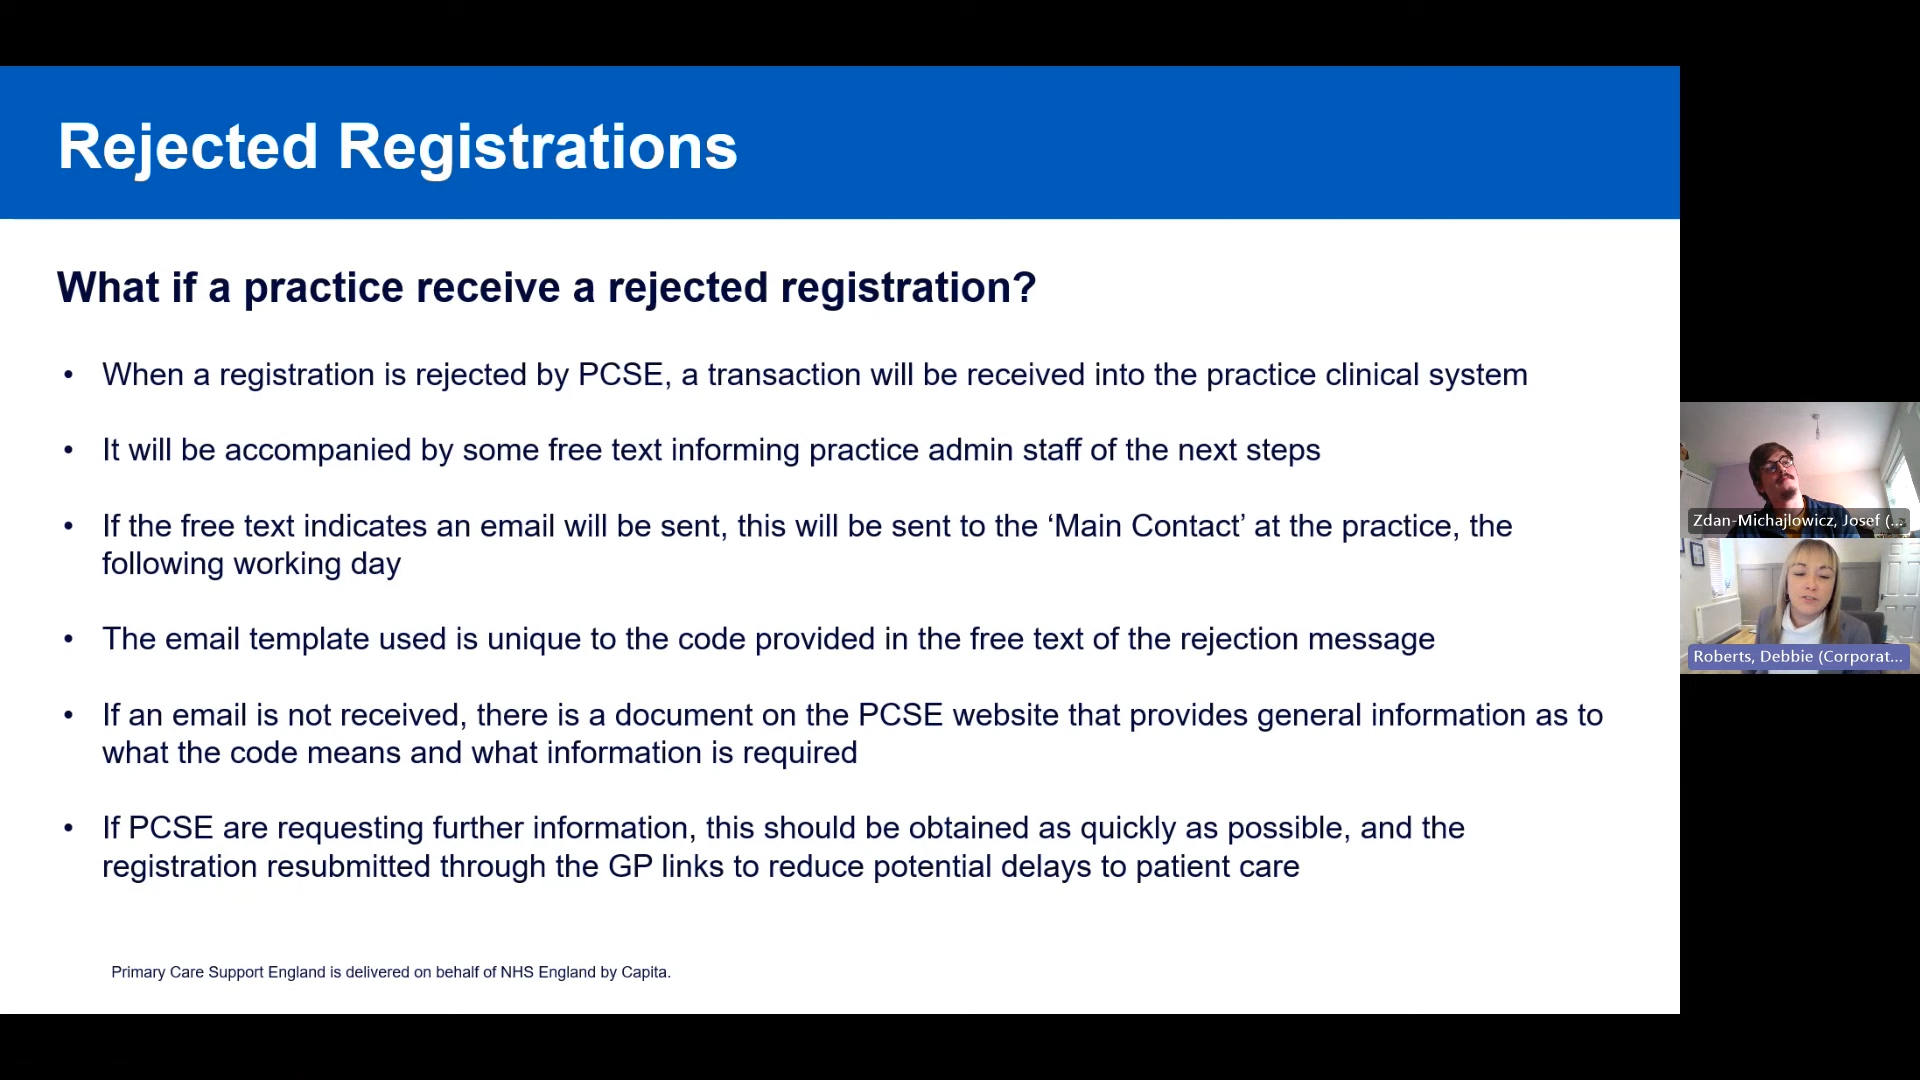 Rejected Registrations
What if a practice receive a rejected registration?
• When a registration is rejected by PCSE, a transaction will be received into the practice clinical system
• It will be accompanied by some free text informing practice admin staff of the next steps
• If the free text indicates an email will be sent, this will be sent to the ‘Main Contact’ at the practice, the
following working day
• The email template used is unique to the code provided in the free text of the rejection message
• If an email is not received, there is a document on the PCSE website that provides general information as to
what the code means and what information is required
• If PCSE are requesting further information, this should be obtained as quickly as possible, and the
registration resubmitted through the GP links to reduce potential delays to patient care
Primary Care Support England is delivered on behalf of NHS England by Capita.
Zdan-Michajlowicz, Josef (...
Roberts, Debbie (Corporat...